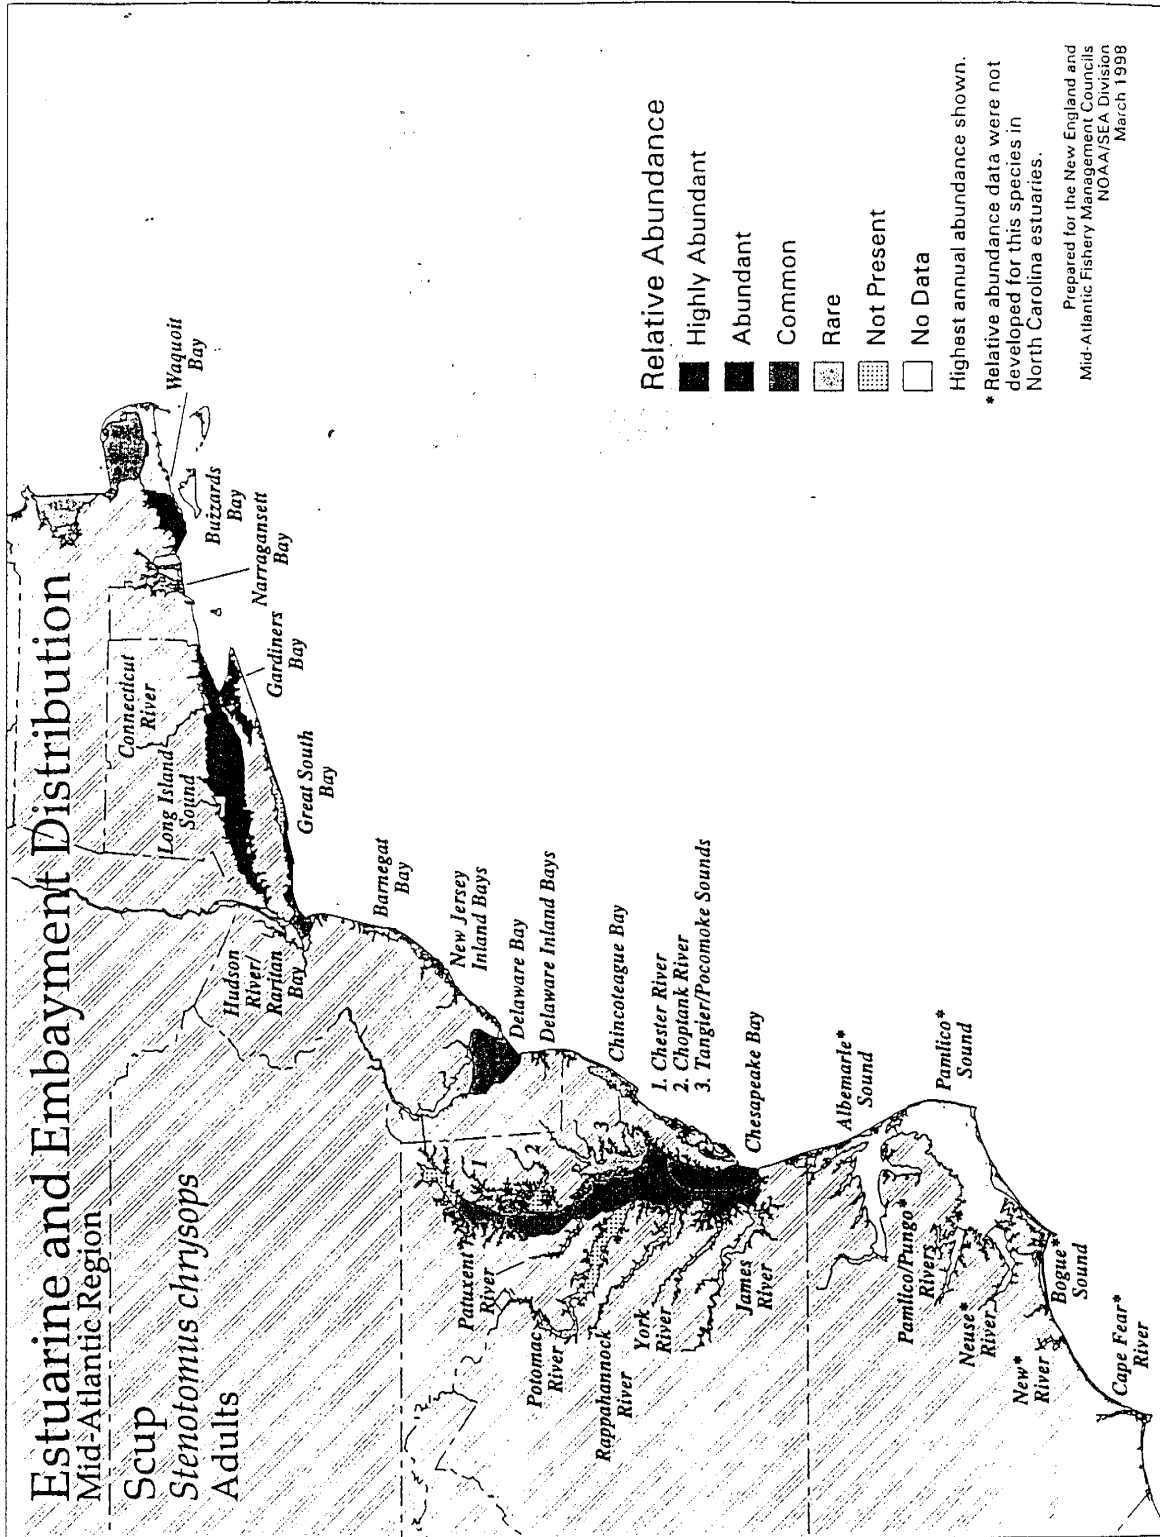 Estuarine and Embayment Distribution
Mid-Atlantic Region
Scup
Stenotomus chrysops
Adults
Connecticut
River
Long Island
Sound
Hudson
River/
Raritan
Bay
Waquoit
Bay
Buzzards
Bay
Narragansett
Bay
Gardiners
Bay
Great South
Bay
Barnegat
Bay
New Jersey
Inland Bays
Delaware Bay
Delaware Inland Bays
Chincoteague Bay
1. Chester River
2. Choptank River
3. Tangier/Pocomoke Sounds
Chesapeake Bay
1
2
3
Patuxent
River
Potomac
River
Rappahannock
River
York
River
James
River
Albemarle*
Sound
Pamlico*
Sound
Pamlico/Pungo*
Rivers
Neuse*
River
New*
River
Bogue*
Sound
Cape Fear*
River
Relative Abundance
Highly Abundant
Abundant
Common
Rare
Not Present
No Data
Highest annual abundance shown.
* Relative abundance data were not
developed for this species in
North Carolina estuaries.
Prepared for the New England and
Mid-Atlantic Fishery Management Councils
NOAA/SEA Division
March 1998